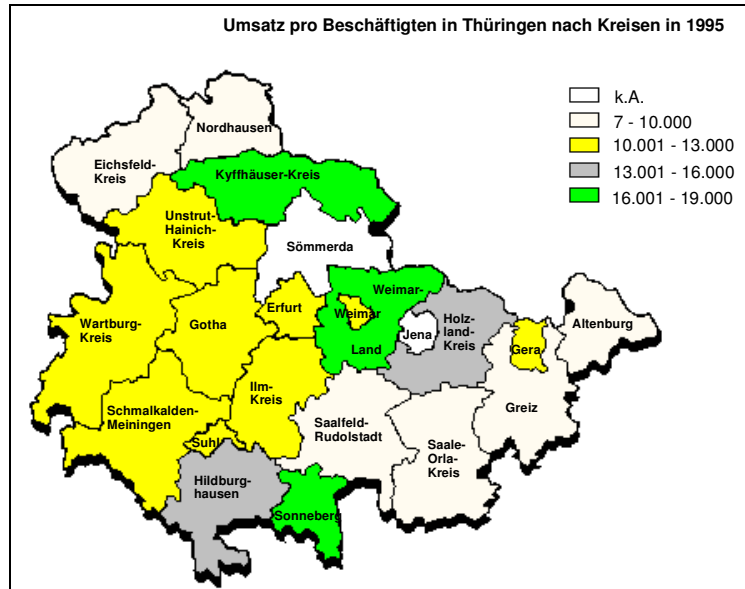 Umsatz pro Beschäftigten in Thüringen nach Kreisen in 1995
k.A.
7 - 10.000
10.001 - 13.000
13.001 - 16.000
16.001 - 19.000
Nordhausen
Eichsfeld-
Kreis
Kyffhäuser-Kreis
Unstrut-
Hainich-
Kreis
Sömmerda
Weimar-
Land
Weimar
Erfurt
Gotha
Wartburg-
Kreis
Jena
Holz-
land-
Kreis
Gera
Altenburg
Greiz
Ilm-
Kreis
Schmalkalden-
Meiningen
Suhl
Saalfeld-
Rudolstadt
Saale-
Orla-
Kreis
Hildburg-
hausen
Sonneberg